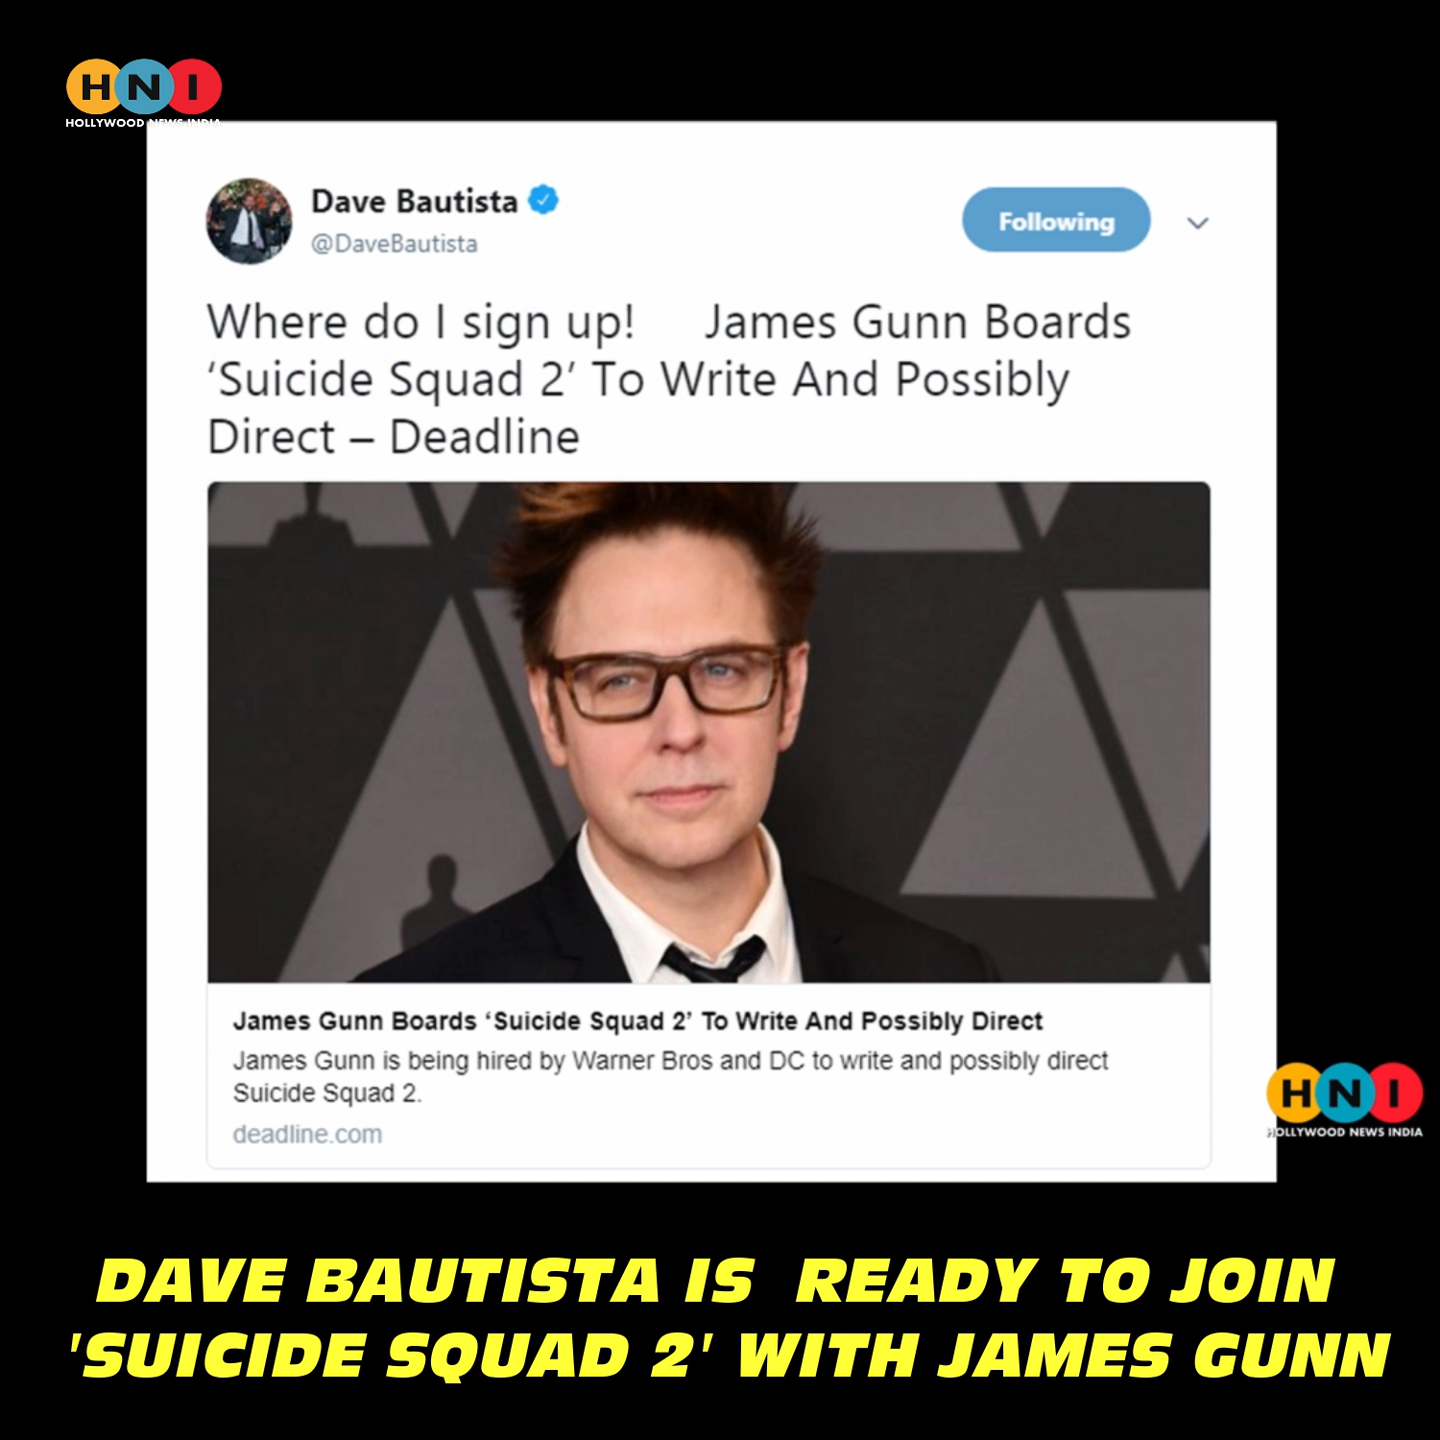 HNI
HOLLYWOOD NEWS INDIA
Dave Bautista
@DaveBautista
Following
Where do I sign up! James Gunn Boards
‘Suicide Squad 2’ To Write And Possibly
Direct – Deadline
James Gunn Boards ‘Suicide Squad 2’ To Write And Possibly Direct
James Gunn is being hired by Warner Bros and DC to write and possibly direct
Suicide Squad 2.
deadline.com
HNI
HOLLYWOOD NEWS INDIA
DAVE BAUTISTA IS READY TO JOIN
'SUICIDE SQUAD 2' WITH JAMES GUNN